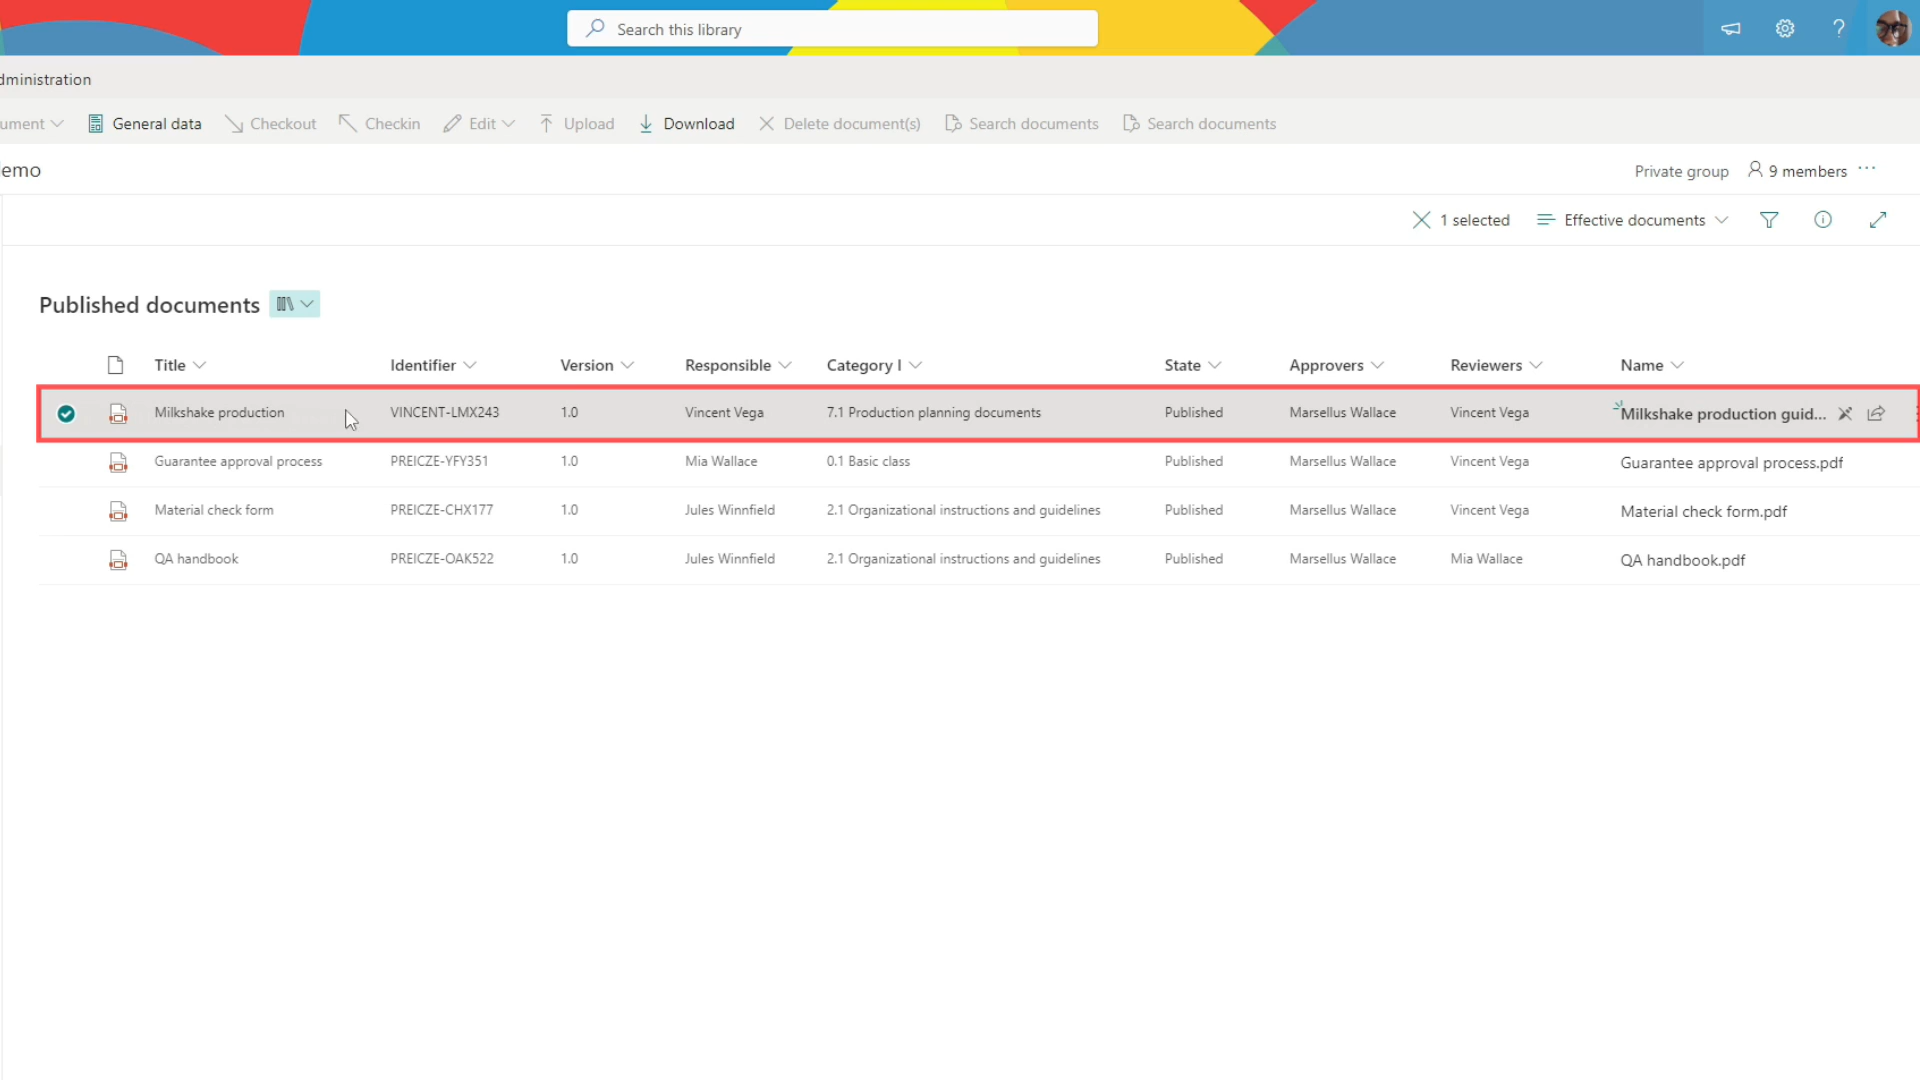 Search this library
dministration
ument General data Checkout Checkin Edit Upload Download Delete document(s) Search documents Search documents
emo Private group 9 members ...
1 selected Effective documents
Published documents
Title Identifier Version Responsible Category I State Approvers Reviewers Name
Milkshake production VINCENT-LMX243 1.0 Vincent Vega 7.1 Production planning documents Published Marsellus Wallace Vincent Vega Milkshake production guid...
Guarantee approval process PREICZE-YFY351 1.0 Mia Wallace 0.1 Basic class Published Marsellus Wallace Vincent Vega Guarantee approval process.pdf
Material check form PREICZE-CHX177 1.0 Jules Winnfield 2.1 Organizational instructions and guidelines Published Marsellus Wallace Vincent Vega Material check form.pdf
QA handbook PREICZE-OAK522 1.0 Jules Winnfield 2.1 Organizational instructions and guidelines Published Marsellus Wallace Mia Wallace QA handbook.pdf